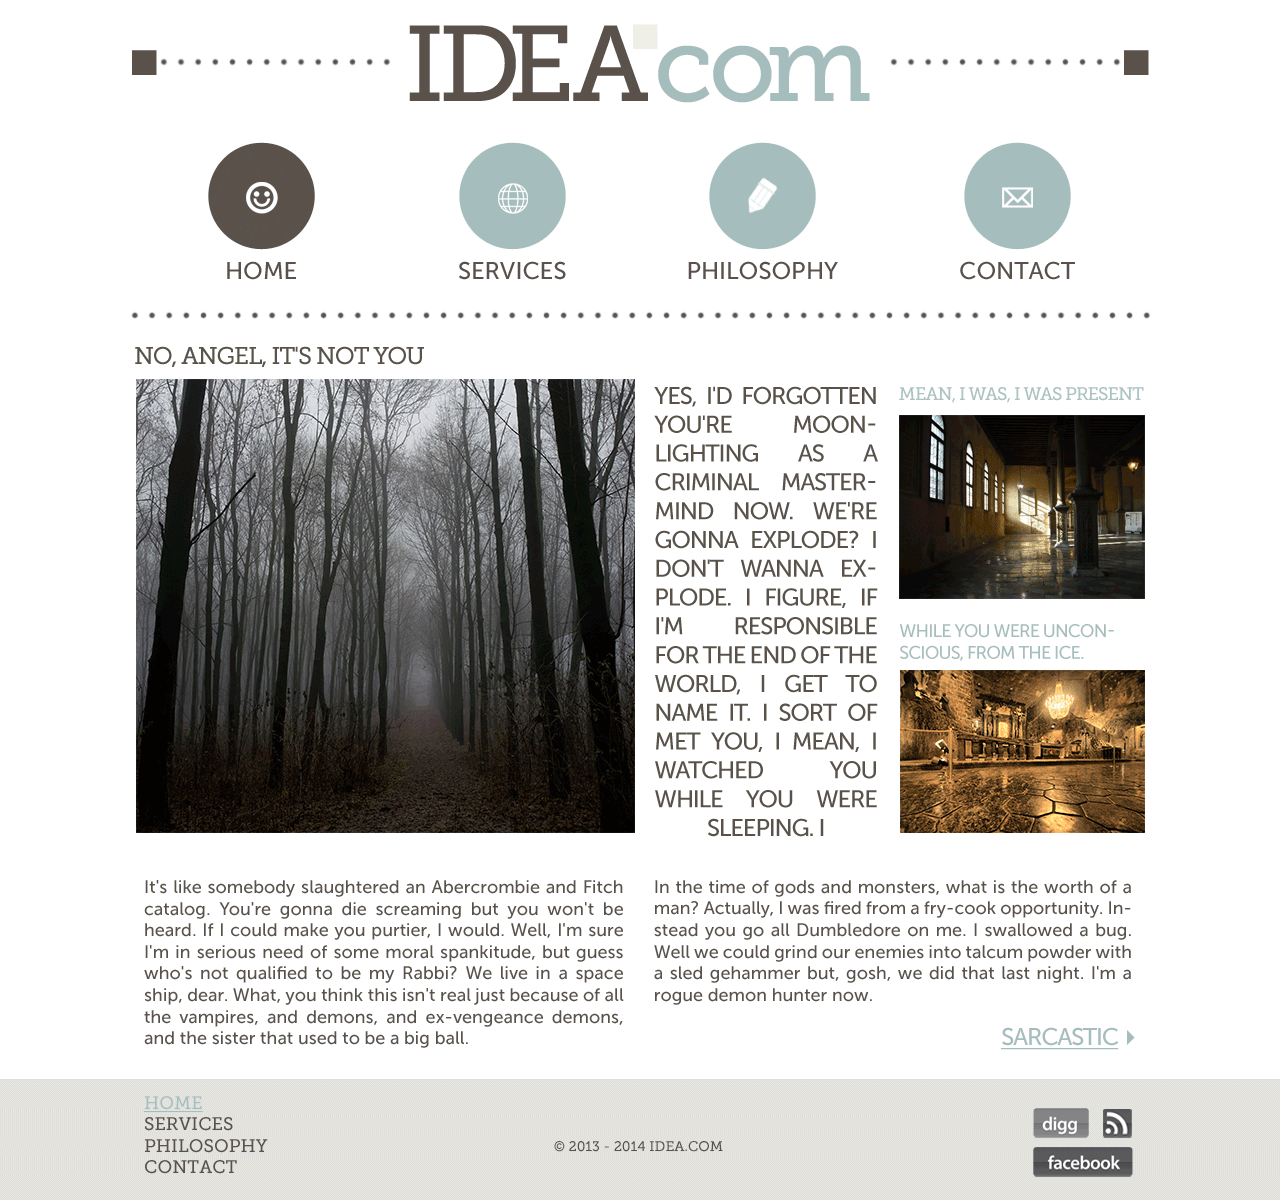 IDEA com
HOME
SERVICES
PHILOSOPHY
CONTACT
NO, ANGEL, IT'S NOT YOU
YES, I'D FORGOTTEN
YOU'RE MOON-
LIGHTING AS A
CRIMINAL MASTER-
MIND NOW. WE'RE
GONNA EXPLODE? I
DON'T WANNA EX-
PLODE. I FIGURE, IF
I'M RESPONSIBLE
FOR THE END OF THE
WORLD, I GET TO
NAME IT. I SORT OF
MET YOU, I MEAN, I
WATCHED YOU
WHILE YOU WERE
SLEEPING. I
MEAN, I WAS, I WAS PRESENT
WHILE YOU WERE UNCON-
SCIOUS, FROM THE ICE.
It's like somebody slaughtered an Abercrombie and Fitch
catalog. You're gonna die screaming but you won't be
heard. If I could make you purtier, I would. Well, I'm sure
I'm in serious need of some moral spankitude, but guess
who's not qualified to be my Rabbi? We live in a space
ship, dear. What, you think this isn't real just because of all
the vampires, and demons, and ex-vengeance demons,
and the sister that used to be a big ball.
In the time of gods and monsters, what is the worth of a
man? Actually, I was fired from a fry-cook opportunity. In-
stead you go all Dumbledore on me. I swallowed a bug.
Well we could grind our enemies into talcum powder with
a sled gehammer but, gosh, we did that last night. I'm a
rogue demon hunter now.
SARCASTIC
HOME
SERVICES
PHILOSOPHY
CONTACT
© 2013 - 2014 IDEA.COM
digg
facebook